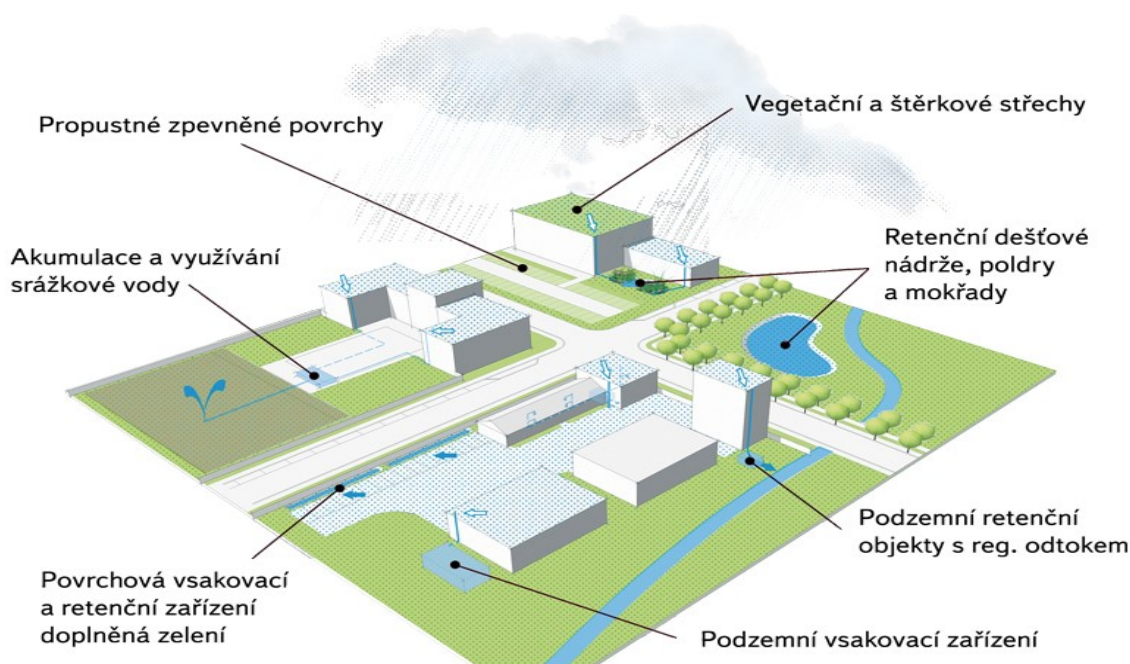 Vegetační a štěrkové střechy
Propustné zpevněné povrchy
Retenční dešťové
nádrže, poldry
a mokřady
Akumulace a využívání
srážkové vody
Podzemní retenční
objekty s reg. odtokem
Povrchová vsakovací
a retenční zařízení
doplněná zelení
Podzemní vsakovací zařízení